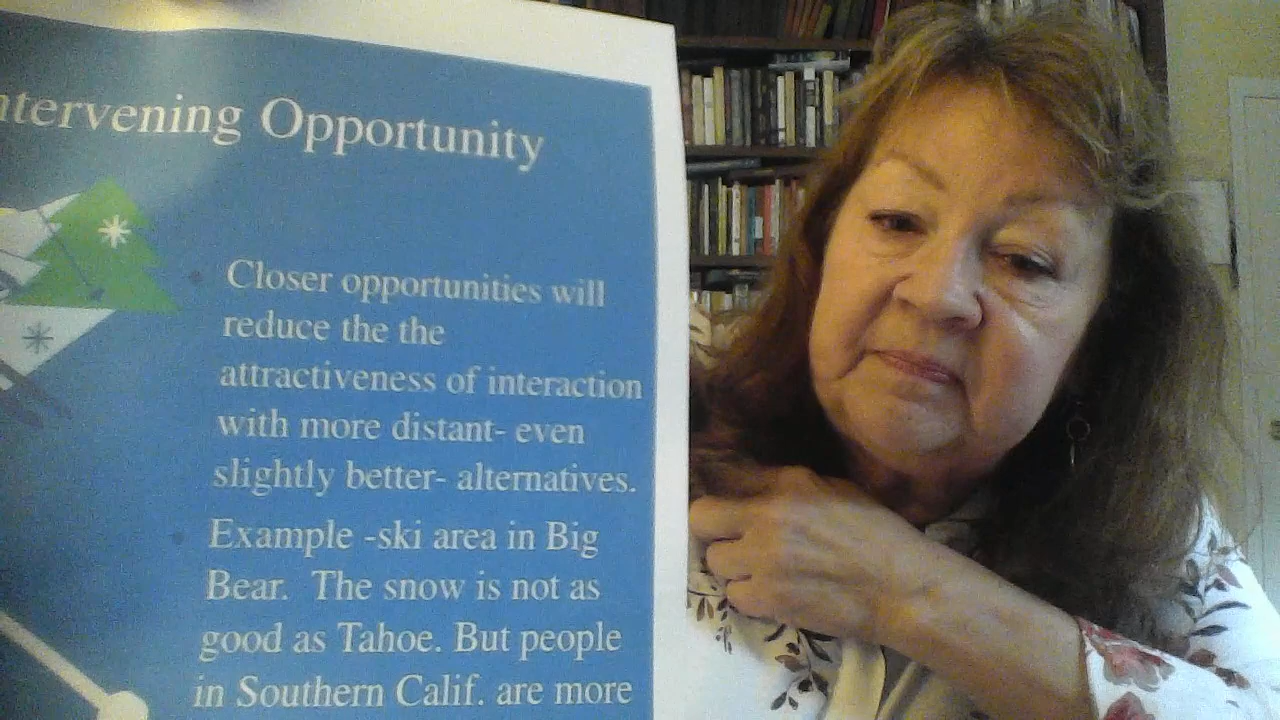 ntervening Opportunity
Closer opportunities will
reduce the the
attractiveness of interaction
with more distant- even
slightly better- alternatives.
Example -ski area in Big
Bear. The snow is not as
good as Tahoe. But people
in Southern Calif. are more